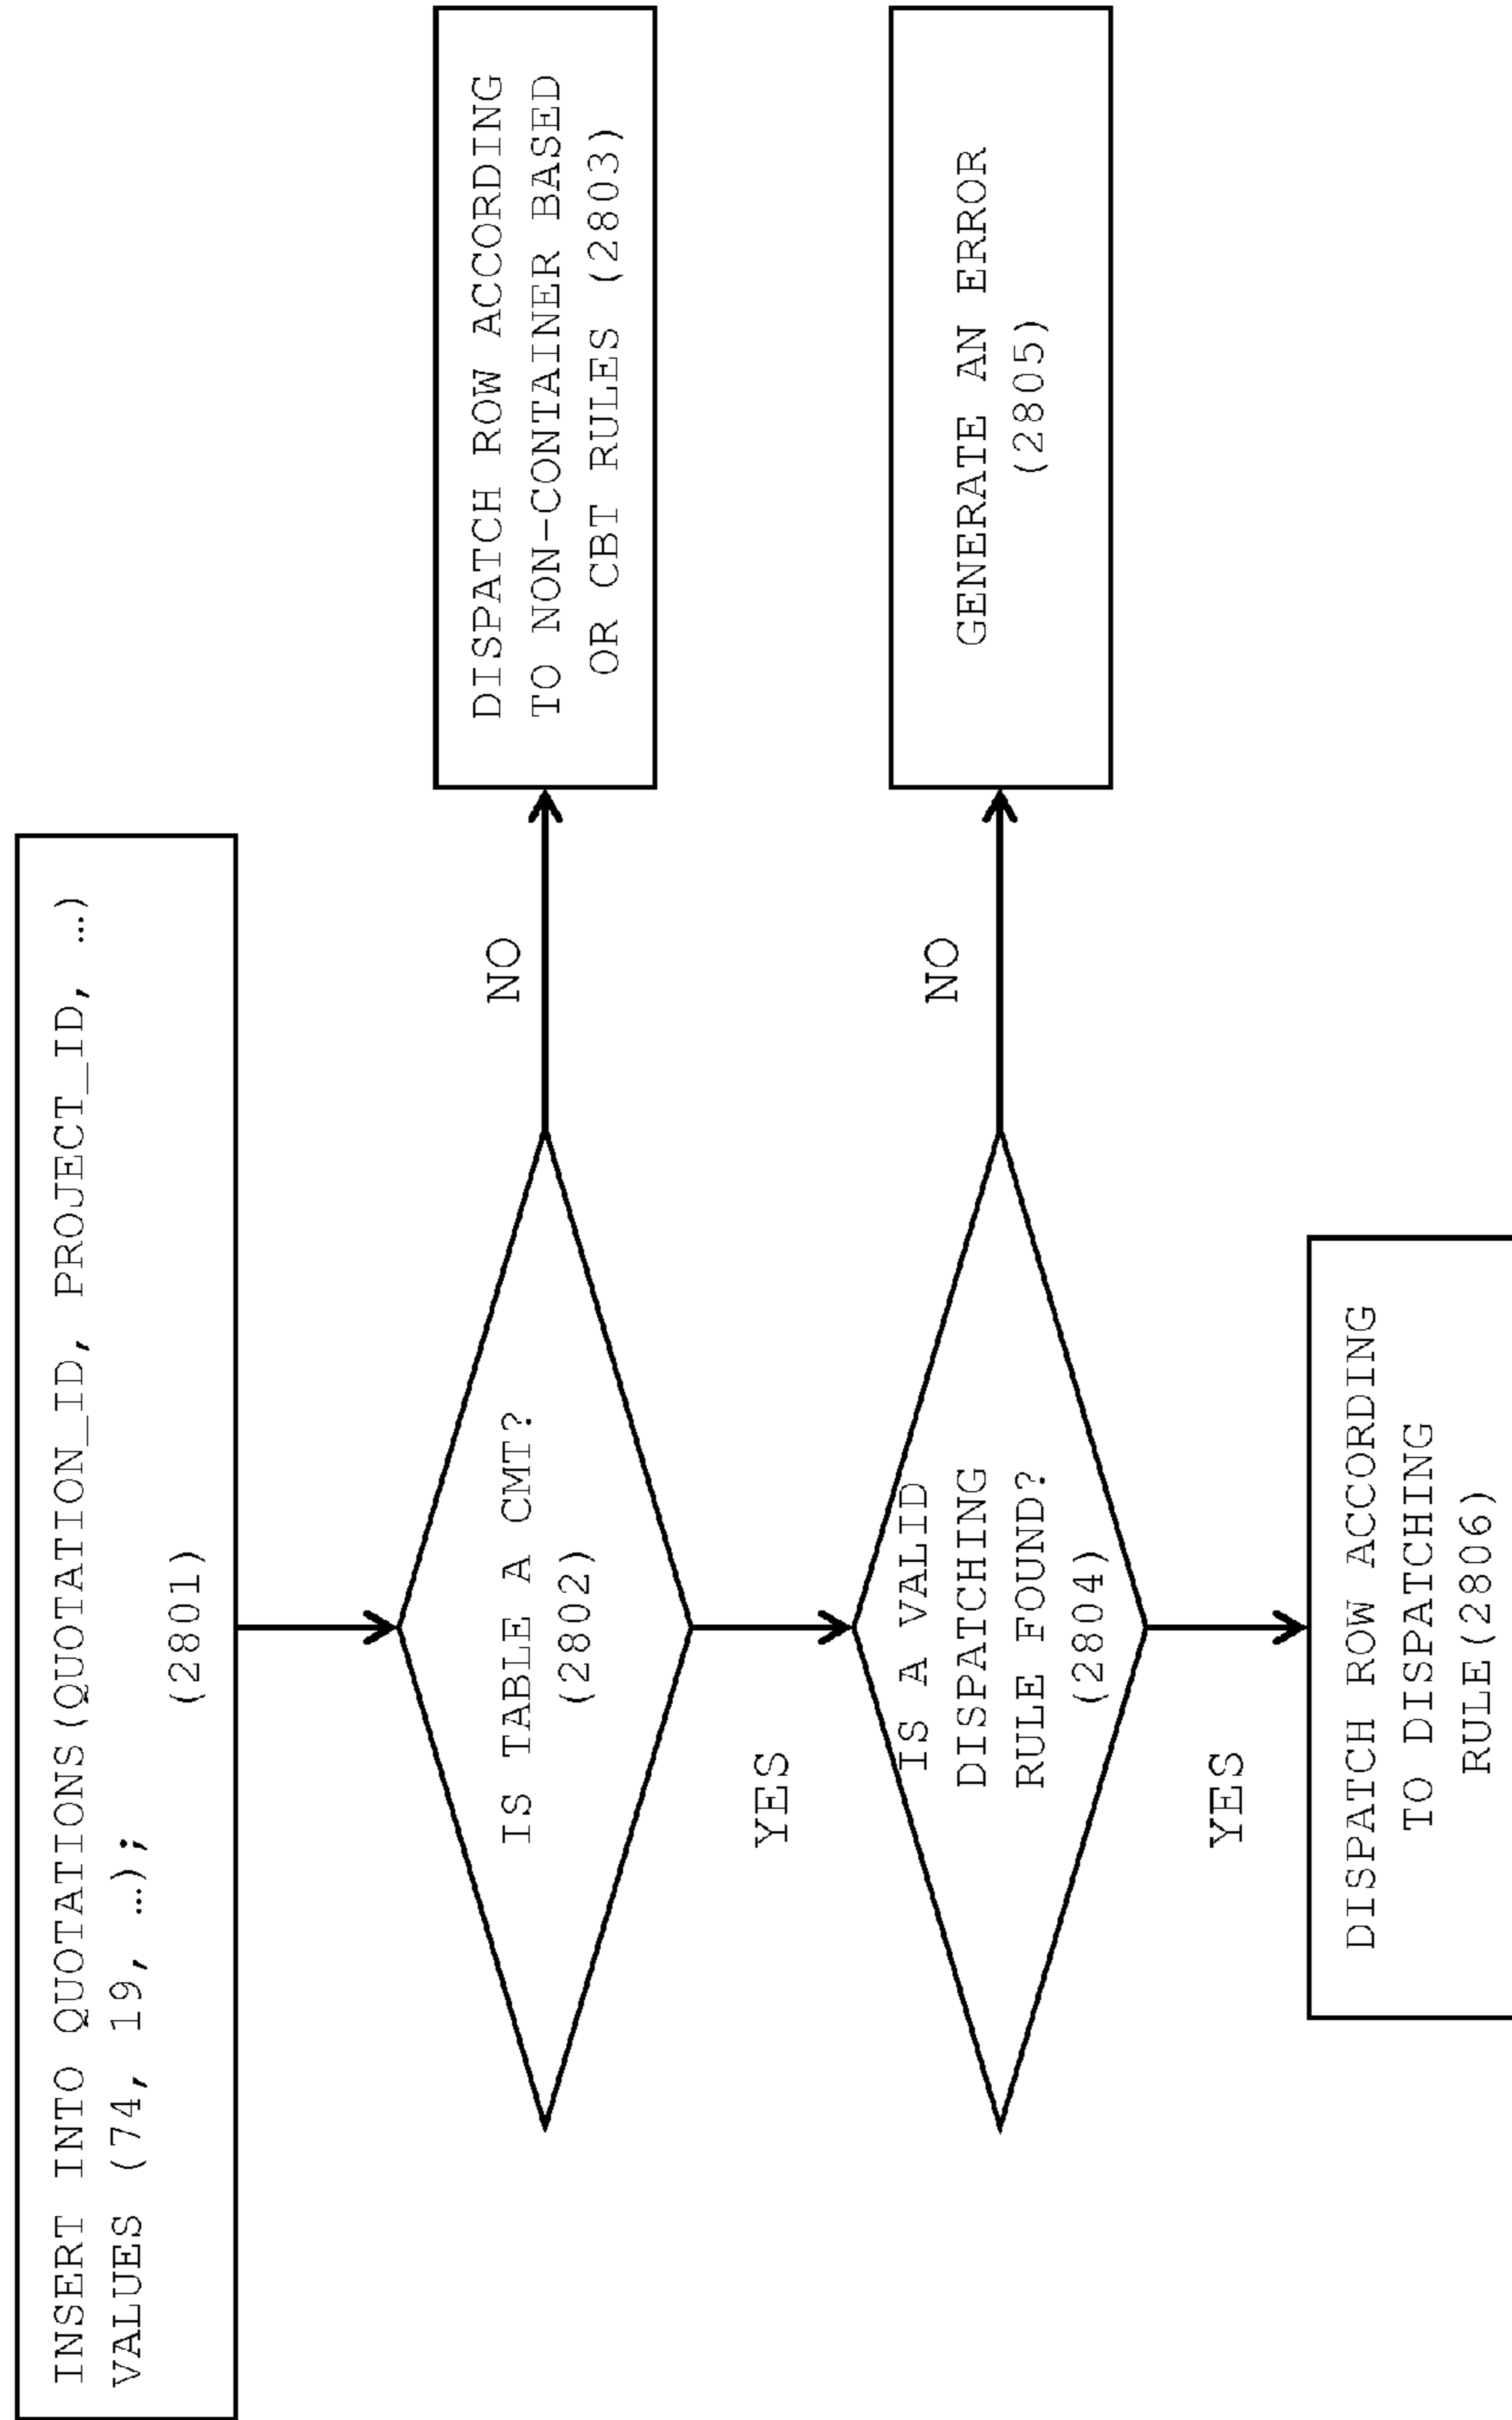 INSERT INTO QUOTATIONS(QUOTATION_ID, PROJECT_ID, …)
VALUES (74, 19, …);
(2801)
IS TABLE A CMT?
(2802)
NO
DISPATCH ROW ACCORDING
TO NON-CONTAINER BASED
OR CBT RULES (2803)
YES
IS A VALID
DISPATCHING
RULE FOUND?
(2804)
NO
GENERATE AN ERROR
(2805)
YES
DISPATCH ROW ACCORDING
TO DISPATCHING
RULE(2806)